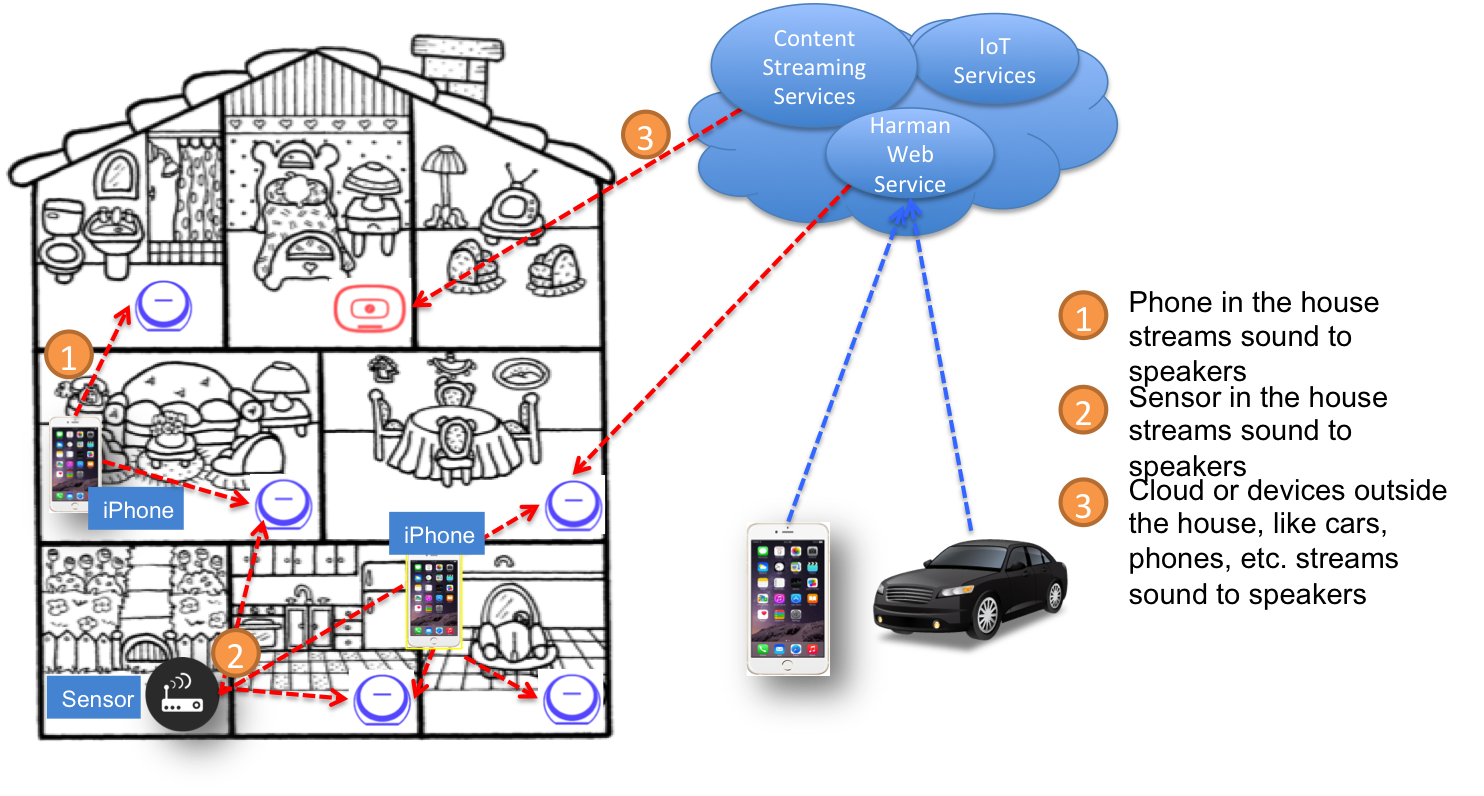 Content
Streaming
Services
IoT
Services
Harman
Web
Service
3
1
iPhone
iPhone
2
Sensor
1
Phone in the house
streams sound to
speakers
2
Sensor in the house
streams sound to
speakers
3
Cloud or devices outside
the house, like cars,
phones, etc. streams
sound to speakers